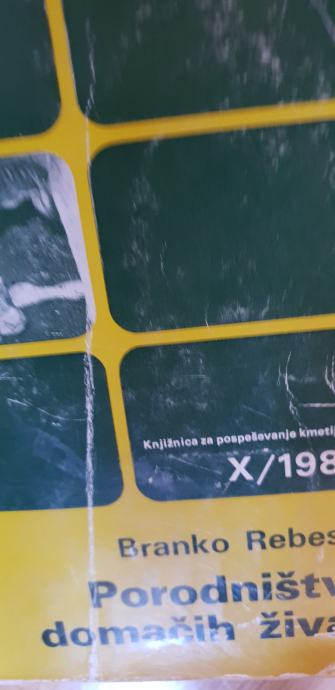 Knjižnica za pospeševanje kmeti
X/198
Branko Rebes
Porodništv
domačih živa